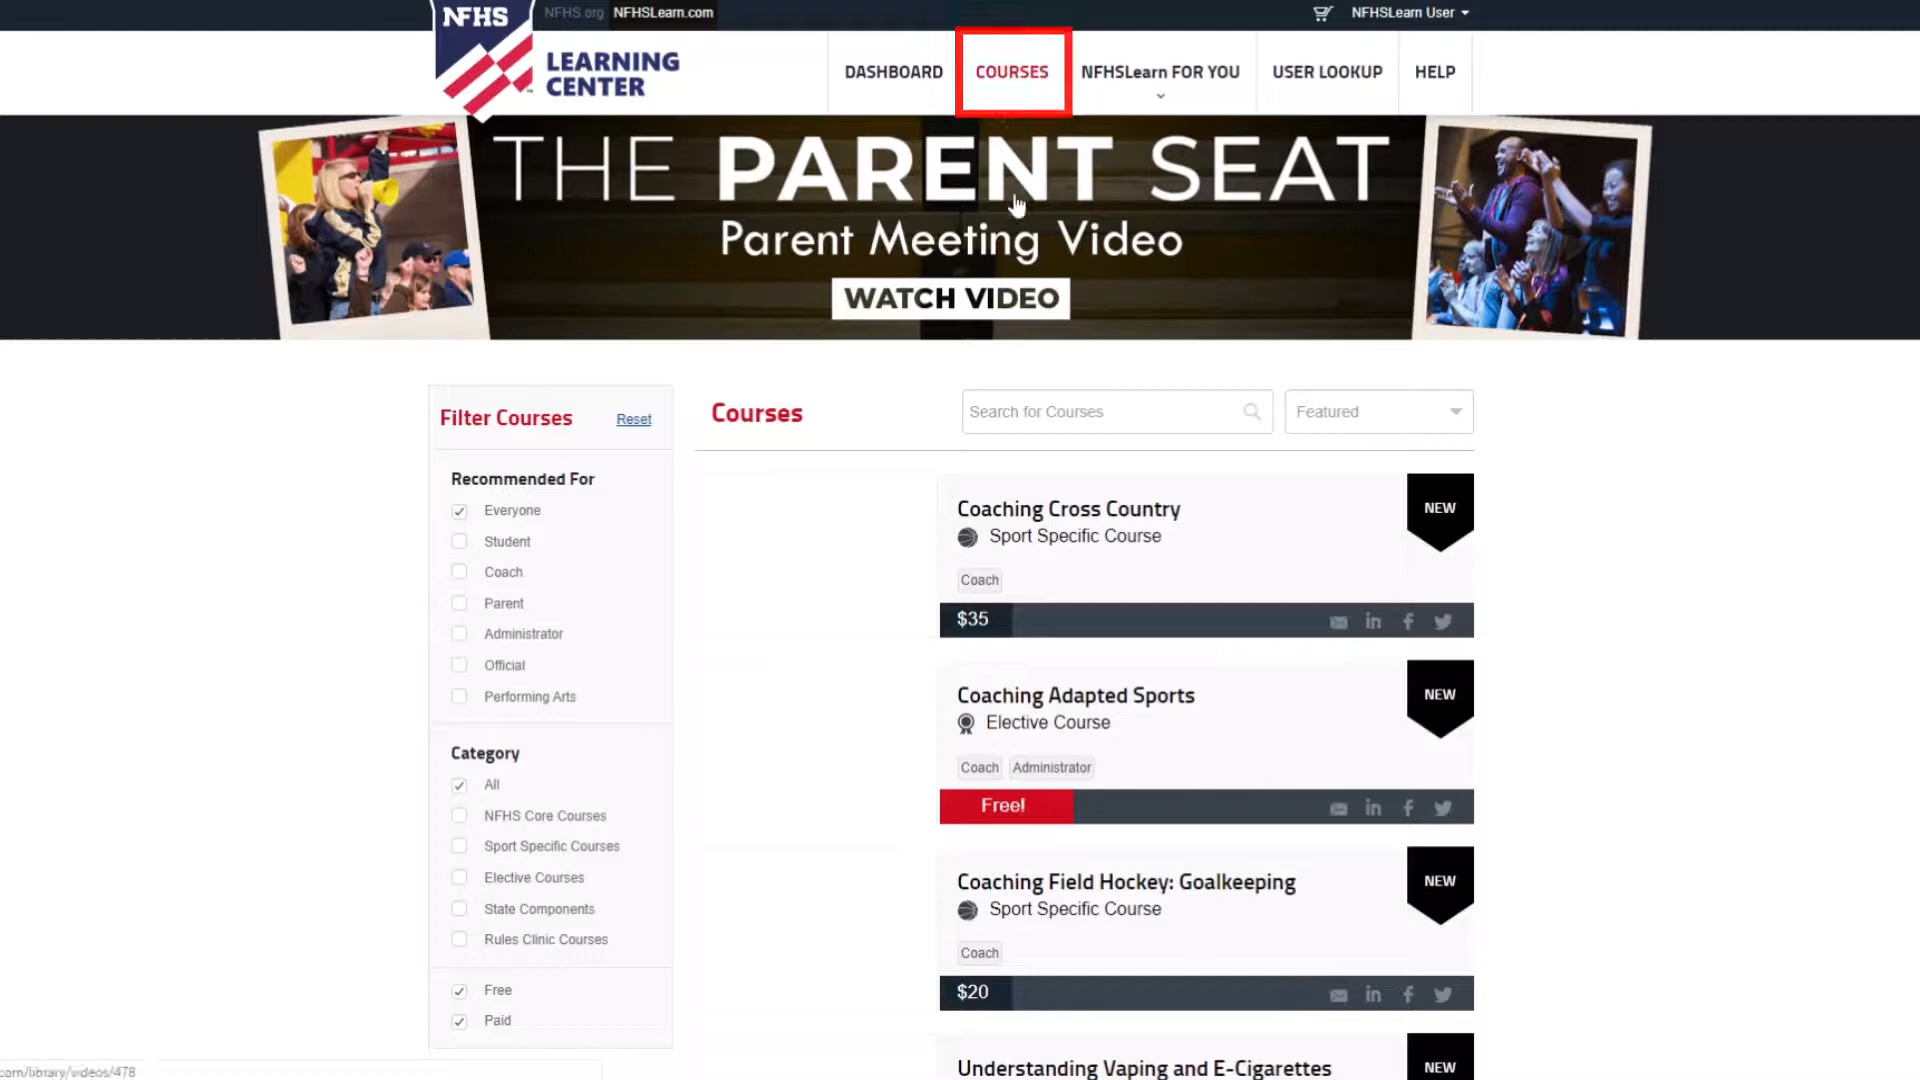 NFHS
NFHS.org NFHSLearn.com
NFHSLearn User
LEARNING
CENTER
DASHBOARD COURSES NFHSLearn FOR YOU USER LOOKUP HELP
THE PARENT SEAT
Parent Meeting Video
WATCH VIDEO
Filter Courses Reset
Recommended For
Everyone
Student
Coach
Parent
Administrator
Official
Performing Arts
Category
All
NFHS Core Courses
Sport Specific Courses
Elective Courses
State Components
Rules Clinic Courses
Free
Paid
Courses Search for Courses Featured
Coaching Cross Country NEW
Sport Specific Course
Coach
$35
Coaching Adapted Sports NEW
Elective Course
Coach Administrator
Free!
Coaching Field Hockey: Goalkeeping NEW
Sport Specific Course
Coach
$20
Understanding Vaping and E-Cigarettes NEW
.com/library/videos/478